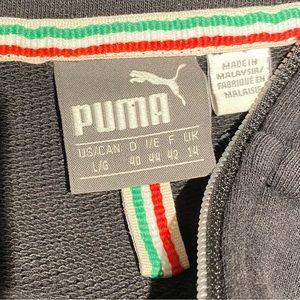 PUMA
US/CAN D I/E F UK
L/G 40 44 42 14
MADE IN
MALAYSIA/
FABRIQUÉ EN
MALAISIE